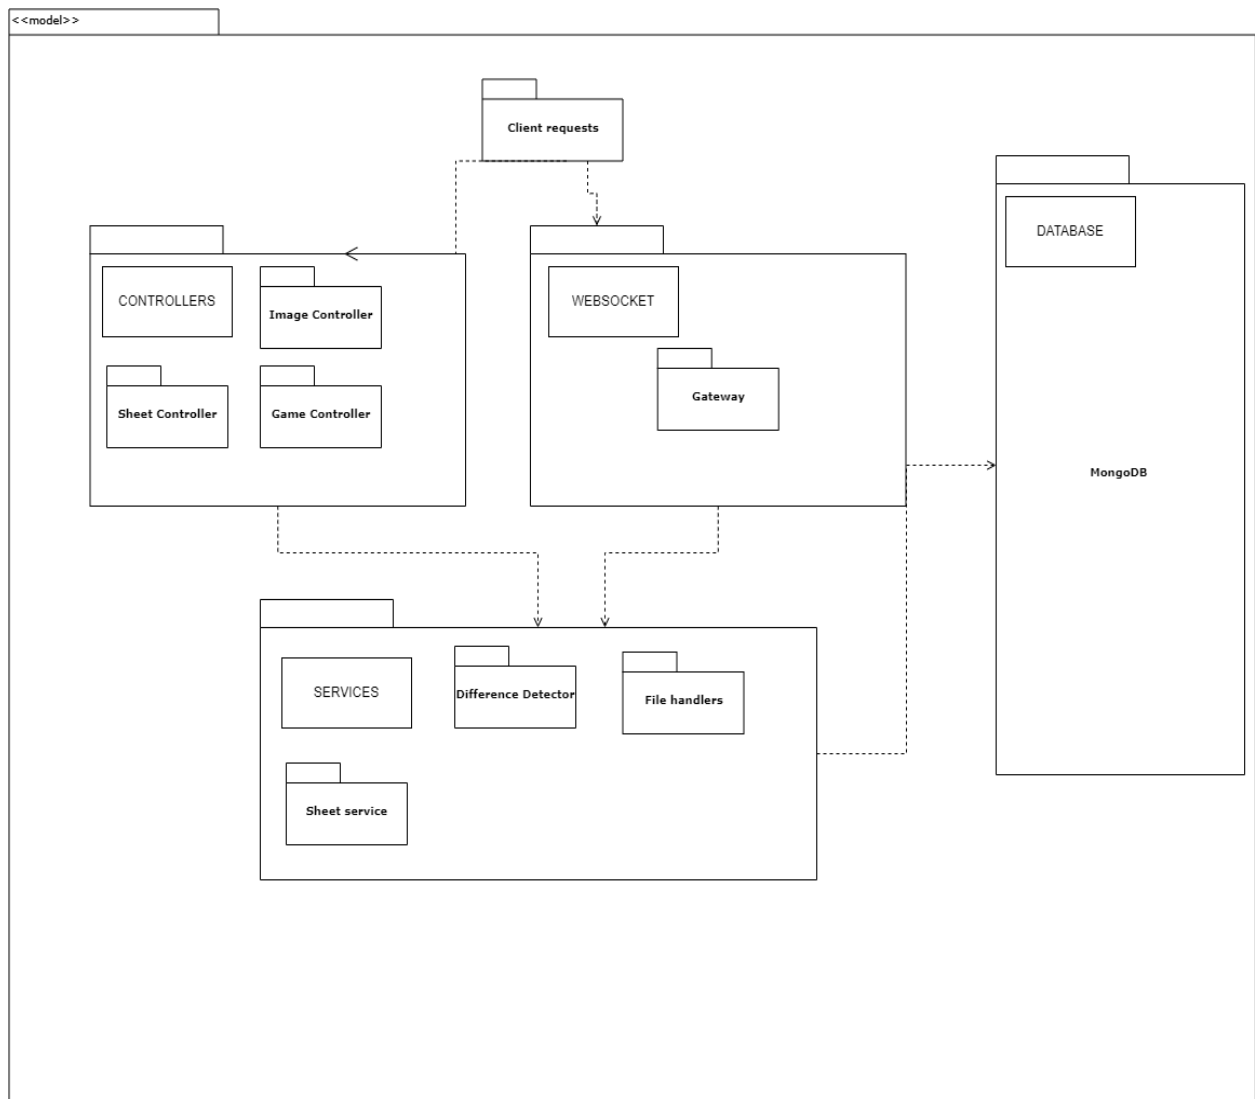 <<model>>
Client requests
CONTROLLERS
Image Controller
Sheet Controller
Game Controller
WEBSOCKET
Gateway
DATABASE
MongoDB
SERVICES
Difference Detector
File handlers
Sheet service